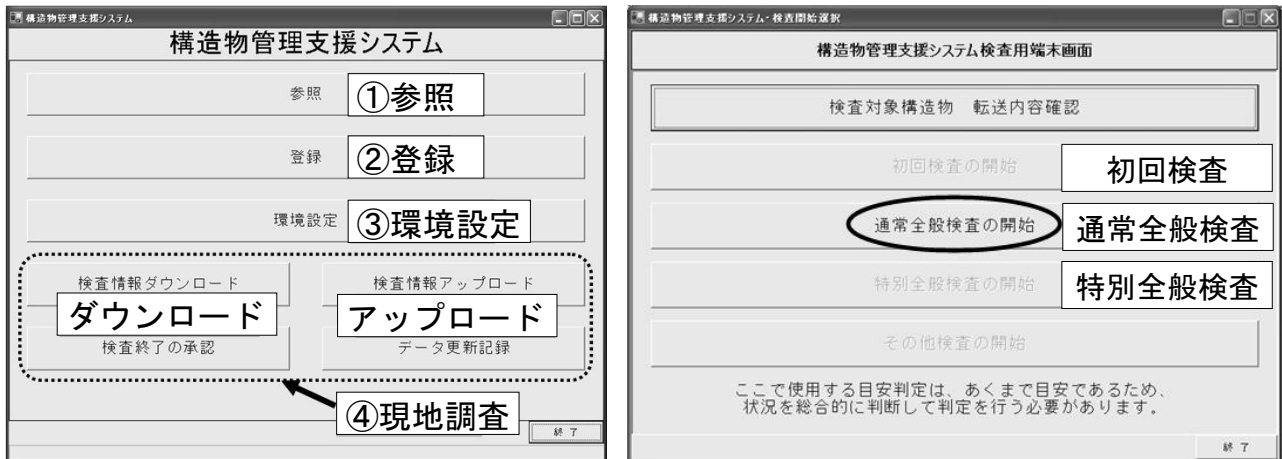 構造物管理支援システム
構造物管理支援システム
参照
①参照
登録
②登録
環境設定
③環境設定
検査情報ダウンロード
検査情報アップロード
ダウンロード
アップロード
検査終了の承認
データ更新記録
④現地調査
終了
構造物管理支援システム・検査開始選択
構造物管理支援システム検査用端末画面
検査対象構造物　転送内容確認
初回検査の開始
初回検査
通常全般検査の開始
通常全般検査
特別全般検査の開始
特別全般検査
その他検査の開始
ここで使用する目安判定は、あくまで目安であるため、
状況を総合的に判断して判定を行う必要があります。
終了